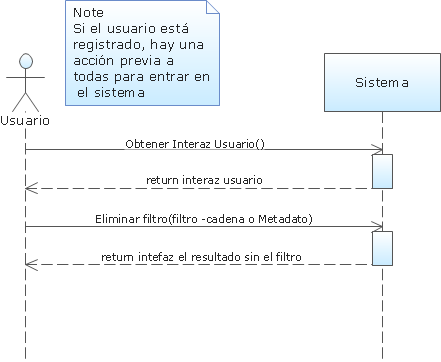 Note
Si el usuario está
registrado, hay una
acción previa a
todas para entrar en
el sistema
Sistema
Usuario
Obtener Interaz Usuario()
return interaz usuario
Eliminar filtro(filtro -cadena o Metadato)
return intefaz el resultado sin el filtro